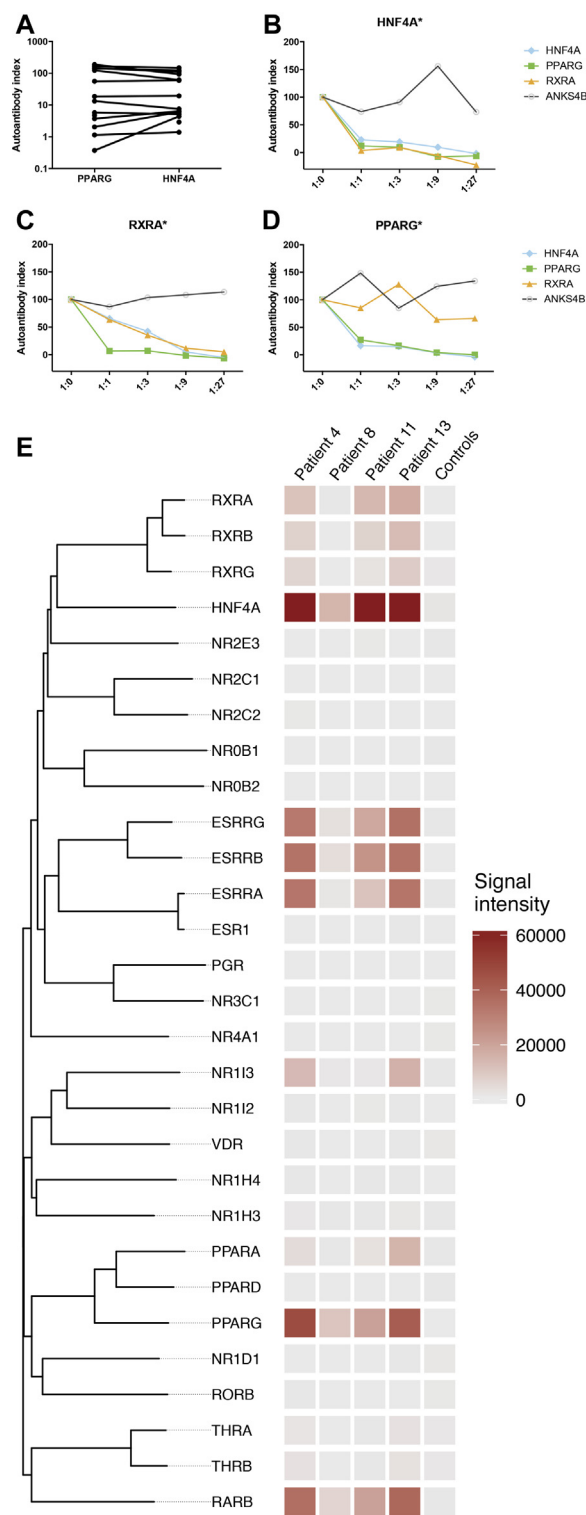 A
Autoantibody index
1000
100
10
1
0.1
PPARG
HNF4A
B
HNF4A*
Autoantibody index
200
150
100
50
0
1:0
1:1
1:3
1:9
1:27
HNF4A
PPARG
RXRA
ANKS4B
C
RXRA*
Autoantibody index
200
150
100
50
0
1:0
1:1
1:3
1:9
1:27
D
PPARG*
Autoantibody index
200
150
100
50
0
1:0
1:1
1:3
1:9
1:27
HNF4A
PPARG
RXRA
ANKS4B
E
Patient 4
Patient 8
Patient 11
Patient 13
Controls
RXRA
RXRB
RXRG
HNF4A
NR2E3
NR2C1
NR2C2
NR0B1
NR0B2
ESRRG
ESRRB
ESRRA
ESR1
PGR
NR3C1
NR4A1
NR1I3
NR1I2
VDR
NR1H4
NR1H3
PPARA
PPARD
PPARG
NR1D1
RORB
THRA
THRB
RARB
Signal
intensity
60000
40000
20000
0